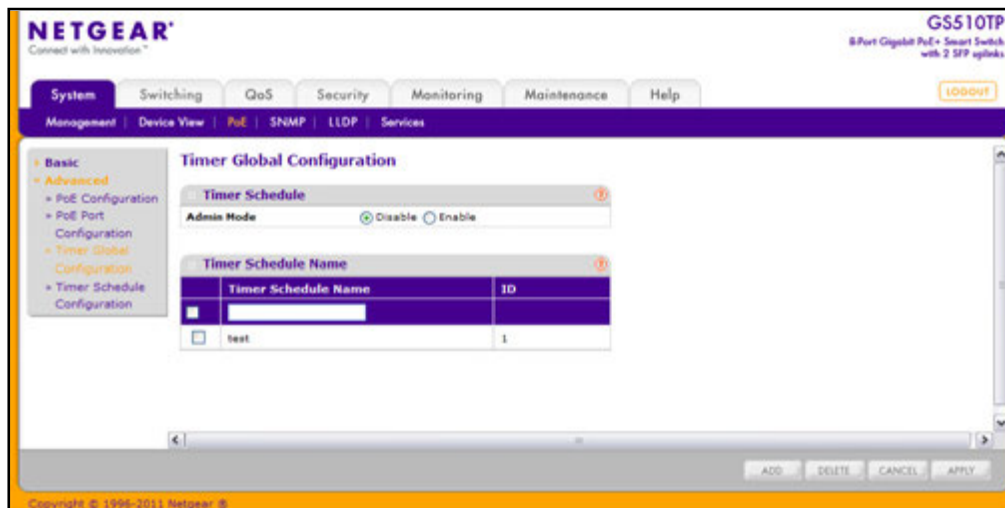 NETGEAR®
Connect with Innovation™
GS510TP
8-Port Gigabit PoE+ Smart Switch
with 2 SFP uplinks
System Switching QoS Security Monitoring Maintenance Help LOGOUT
Management | Device View | PoE | SNMP | LLDP | Services
Basic
Advanced
» PoE Configuration
» PoE Port
Configuration
» Timer Global
Configuration
» Timer Schedule
Configuration
Timer Global Configuration
Timer Schedule
Admin Mode Disable Enable
Timer Schedule Name
Timer Schedule Name ID
test 1
ADD DELETE CANCEL APPLY
Copyright © 1996-2011 Netgear ®